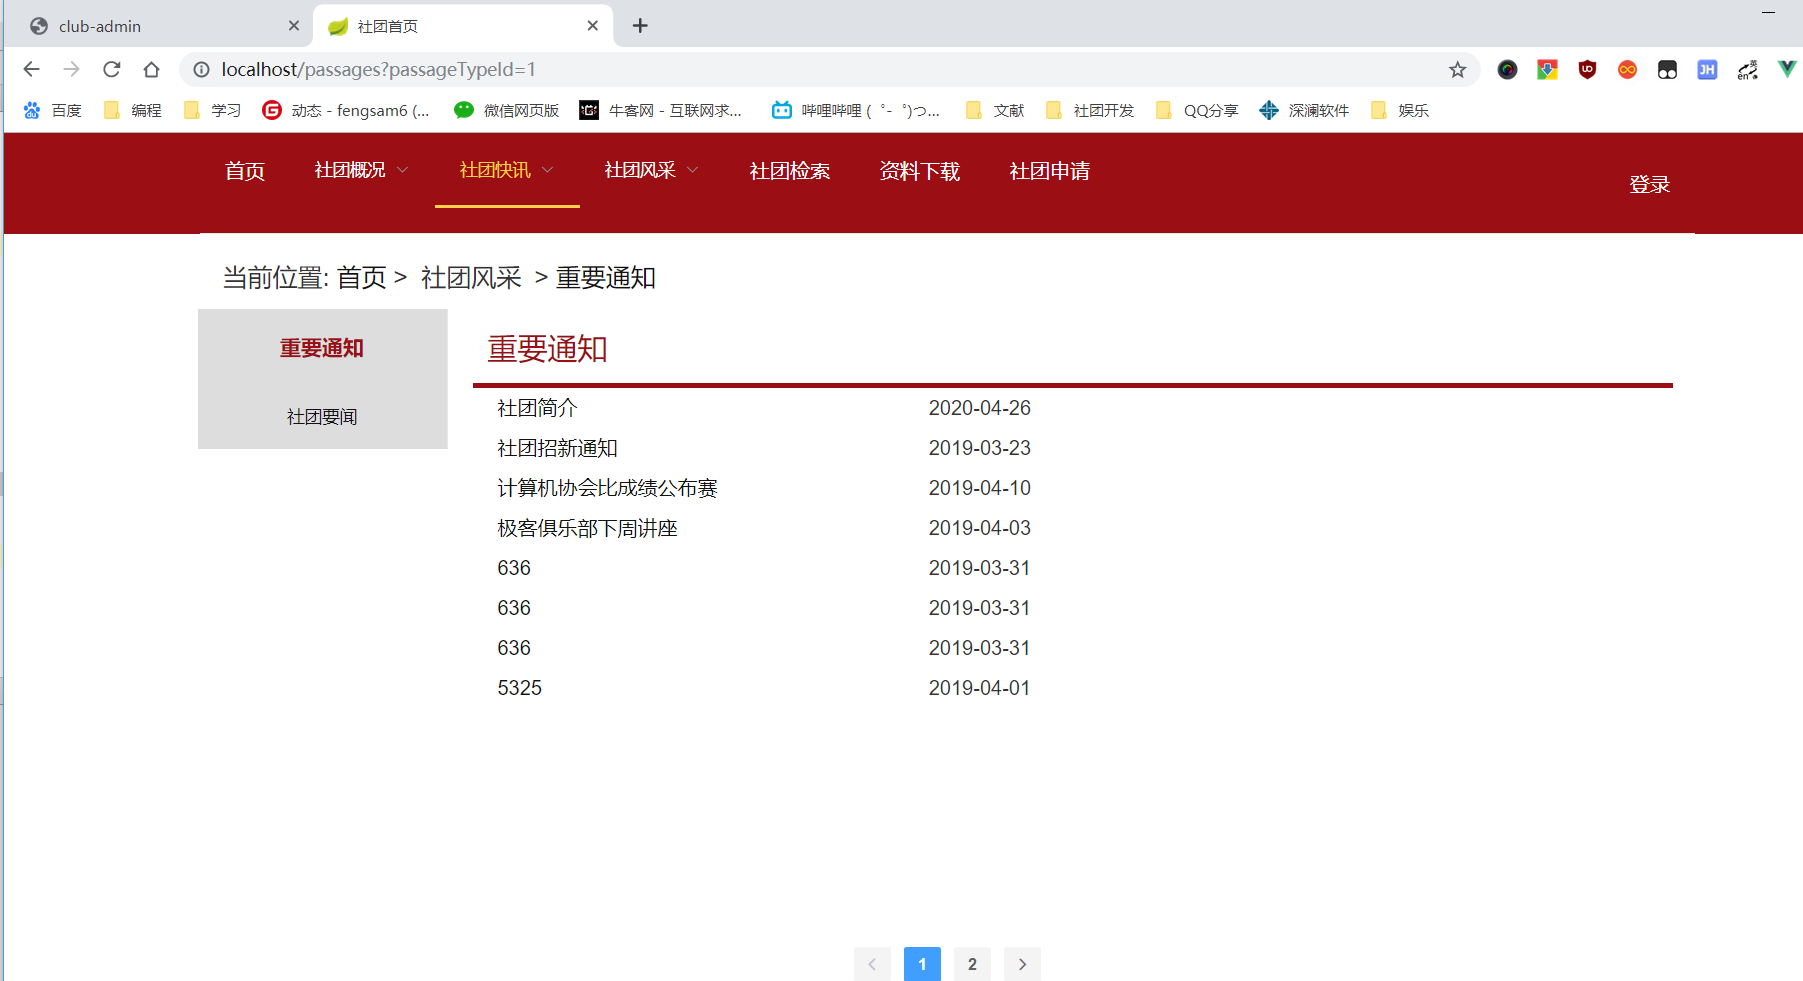 club-admin
社团首页
localhost/passages?passageTypeId=1
百度 编程 学习 动态 - fengsam6 (... 微信网页版 牛客网 - 互联网求... 哔哩哔哩 ( ゜- ゜)つ... 文献 社团开发 QQ分享 深澜软件 娱乐
首页 社团概况 社团快讯 社团风采 社团检索 资料下载 社团申请 登录
当前位置: 首页 > 社团风采 > 重要通知
重要通知
社团要闻
重要通知
社团简介 2020-04-26
社团招新通知 2019-03-23
计算机协会比成绩公布赛 2019-04-10
极客俱乐部下周讲座 2019-04-03
636 2019-03-31
636 2019-03-31
636 2019-03-31
5325 2019-04-01
1 2